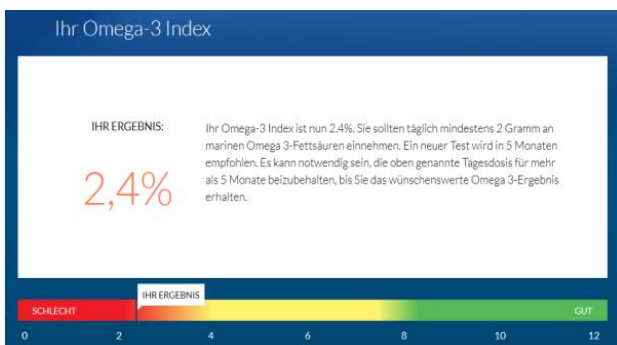 Ihr Omega-3 Index
IHR ERGEBNIS:
2,4%
Ihr Omega-3 Index ist nun 2.4%. Sie sollten täglich mindestens 2 Gramm an
marinen Omega 3-Fettsäuren einnehmen. Ein neuer Test wird in 5 Monaten
empfohlen. Es kann notwendig sein, die oben genannte Tagesdosis für mehr
als 5 Monate beizubehalten, bis Sie das wünschenswerte Omega 3-Ergebnis
erhalten.
IHR ERGEBNIS
SCHLECHT GUT
0 2 4 6 8 10 12